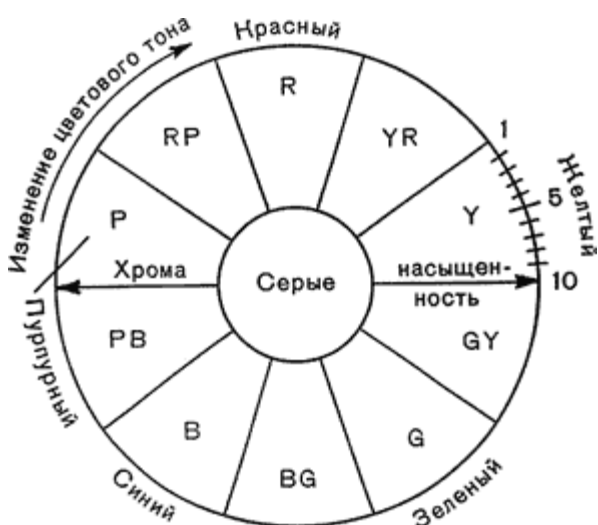 Красный
Изменение цветового тона
R
RP
YR
1
Желтый
5
10
P
Y
Хрома
Серые
насыщен-
ность
Пурпурный
PB
GY
B
G
BG
Синий
Зеленый